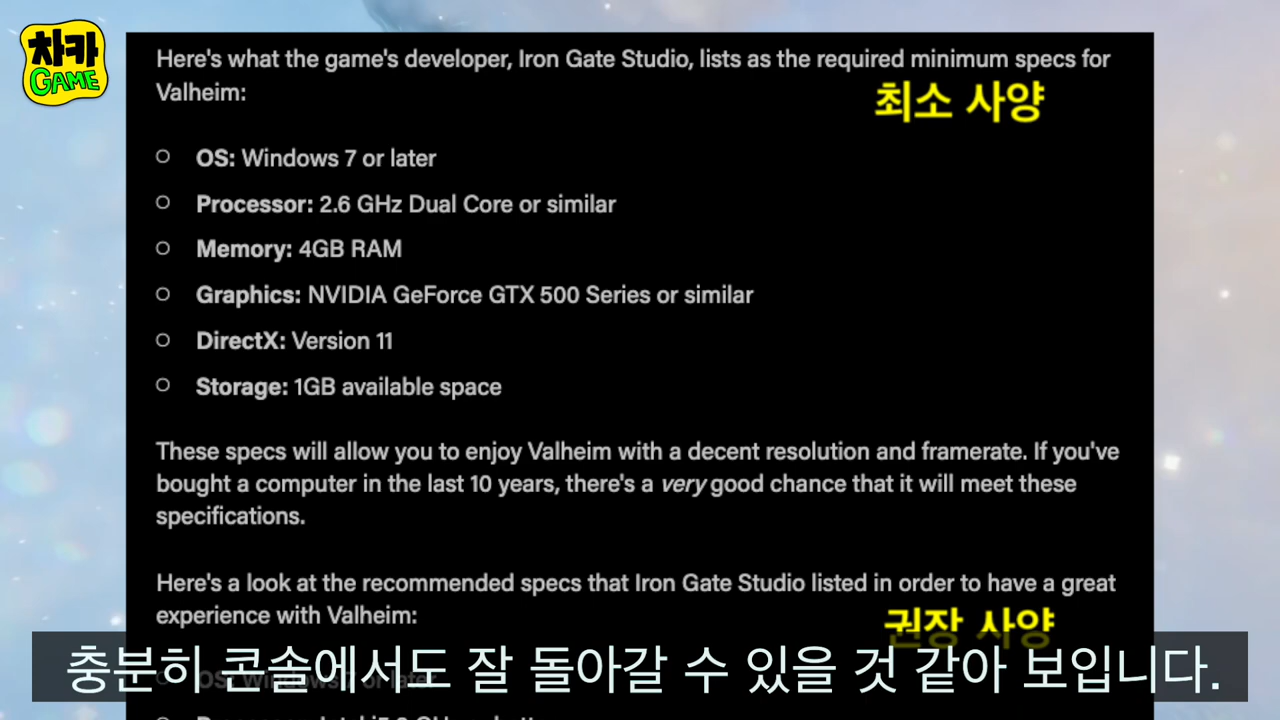 차카
GAME
Here's what the game's developer, Iron Gate Studio, lists as the required minimum specs for
Valheim:
최소 사양
OS: Windows 7 or later
Processor: 2.6 GHz Dual Core or similar
Memory: 4GB RAM
Graphics: NVIDIA GeForce GTX 500 Series or similar
DirectX: Version 11
Storage: 1GB available space
These specs will allow you to enjoy Valheim with a decent resolution and framerate. If you've
bought a computer in the last 10 years, there's a very good chance that it will meet these
specifications.
Here's a look at the recommended specs that Iron Gate Studio listed in order to have a great
experience with Valheim:
권장 사양
OS: Windows 7 or later
충분히 콘솔에서도 잘 돌아갈 수 있을 것 같아 보입니다.